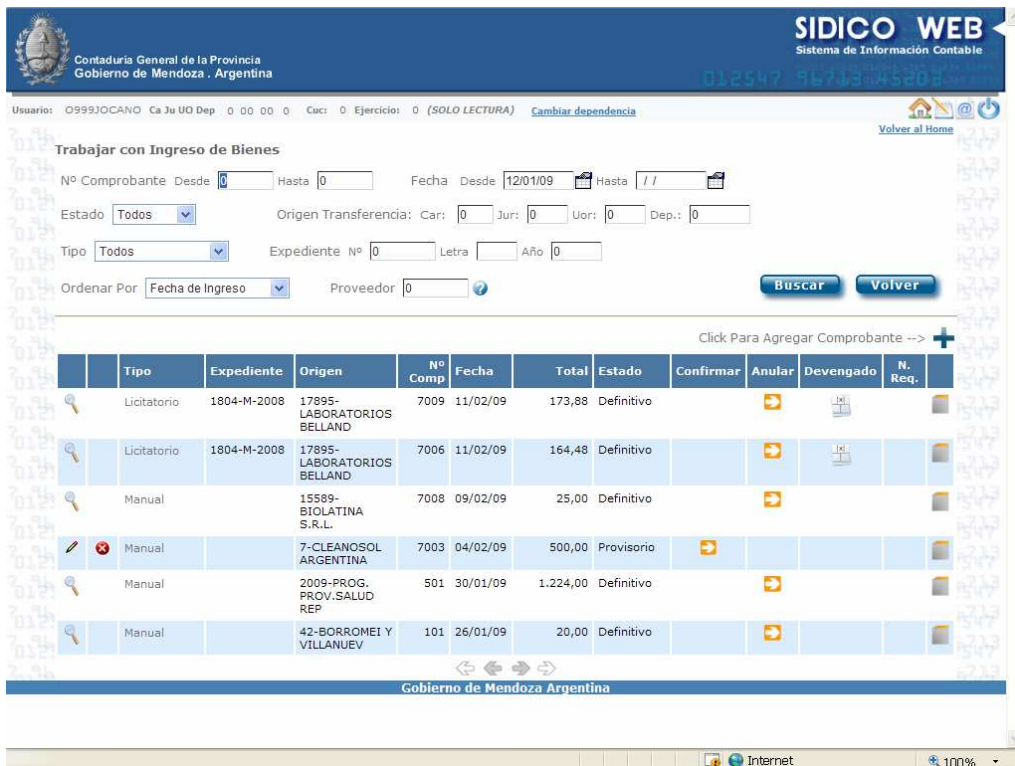 SIDICO WEB
Sistema de Información Contable
Contaduría General de la Provincia
Gobierno de Mendoza . Argentina
Usuario: O999JOCANO Ca Ju UO Dep 0 00 00 0 Cuc: 0 Ejercicio: 0 (SOLO LECTURA) Cambiar dependencia
Volver al Home
Trabajar con Ingreso de Bienes
Nº Comprobante Desde 0 Hasta 0 Fecha Desde 12/01/09 Hasta / /
Estado Todos Origen Transferencia: Car: 0 Jur: 0 Uor: 0 Dep.: 0
Tipo Todos Expediente Nº 0 Letra Año 0
Ordenar Por Fecha de Ingreso Proveedor 0 Buscar Volver
Click Para Agregar Comprobante -->
Tipo Expediente Origen Nº Comp Fecha Total Estado Confirmar Anular Devengado N. Req.
Licitatorio 1804-M-2008 17895- 7009 11/02/09 173,88 Definitivo
LABORATORIOS
BELLAND
Licitatorio 1804-M-2008 17895- 7006 11/02/09 164,48 Definitivo
LABORATORIOS
BELLAND
Manual 15589- 7008 09/02/09 25,00 Definitivo
BIOLATINA
S.R.L.
Manual 7-CLEANOSOL 7003 04/02/09 500,00 Provisorio
ARGENTINA
Manual 2009-PROG. 501 30/01/09 1.224,00 Definitivo
PROV.SALUD
REP
Manual 42-BORROMEI Y 101 26/01/09 20,00 Definitivo
VILLANUEV
Gobierno de Mendoza Argentina
Internet 100%